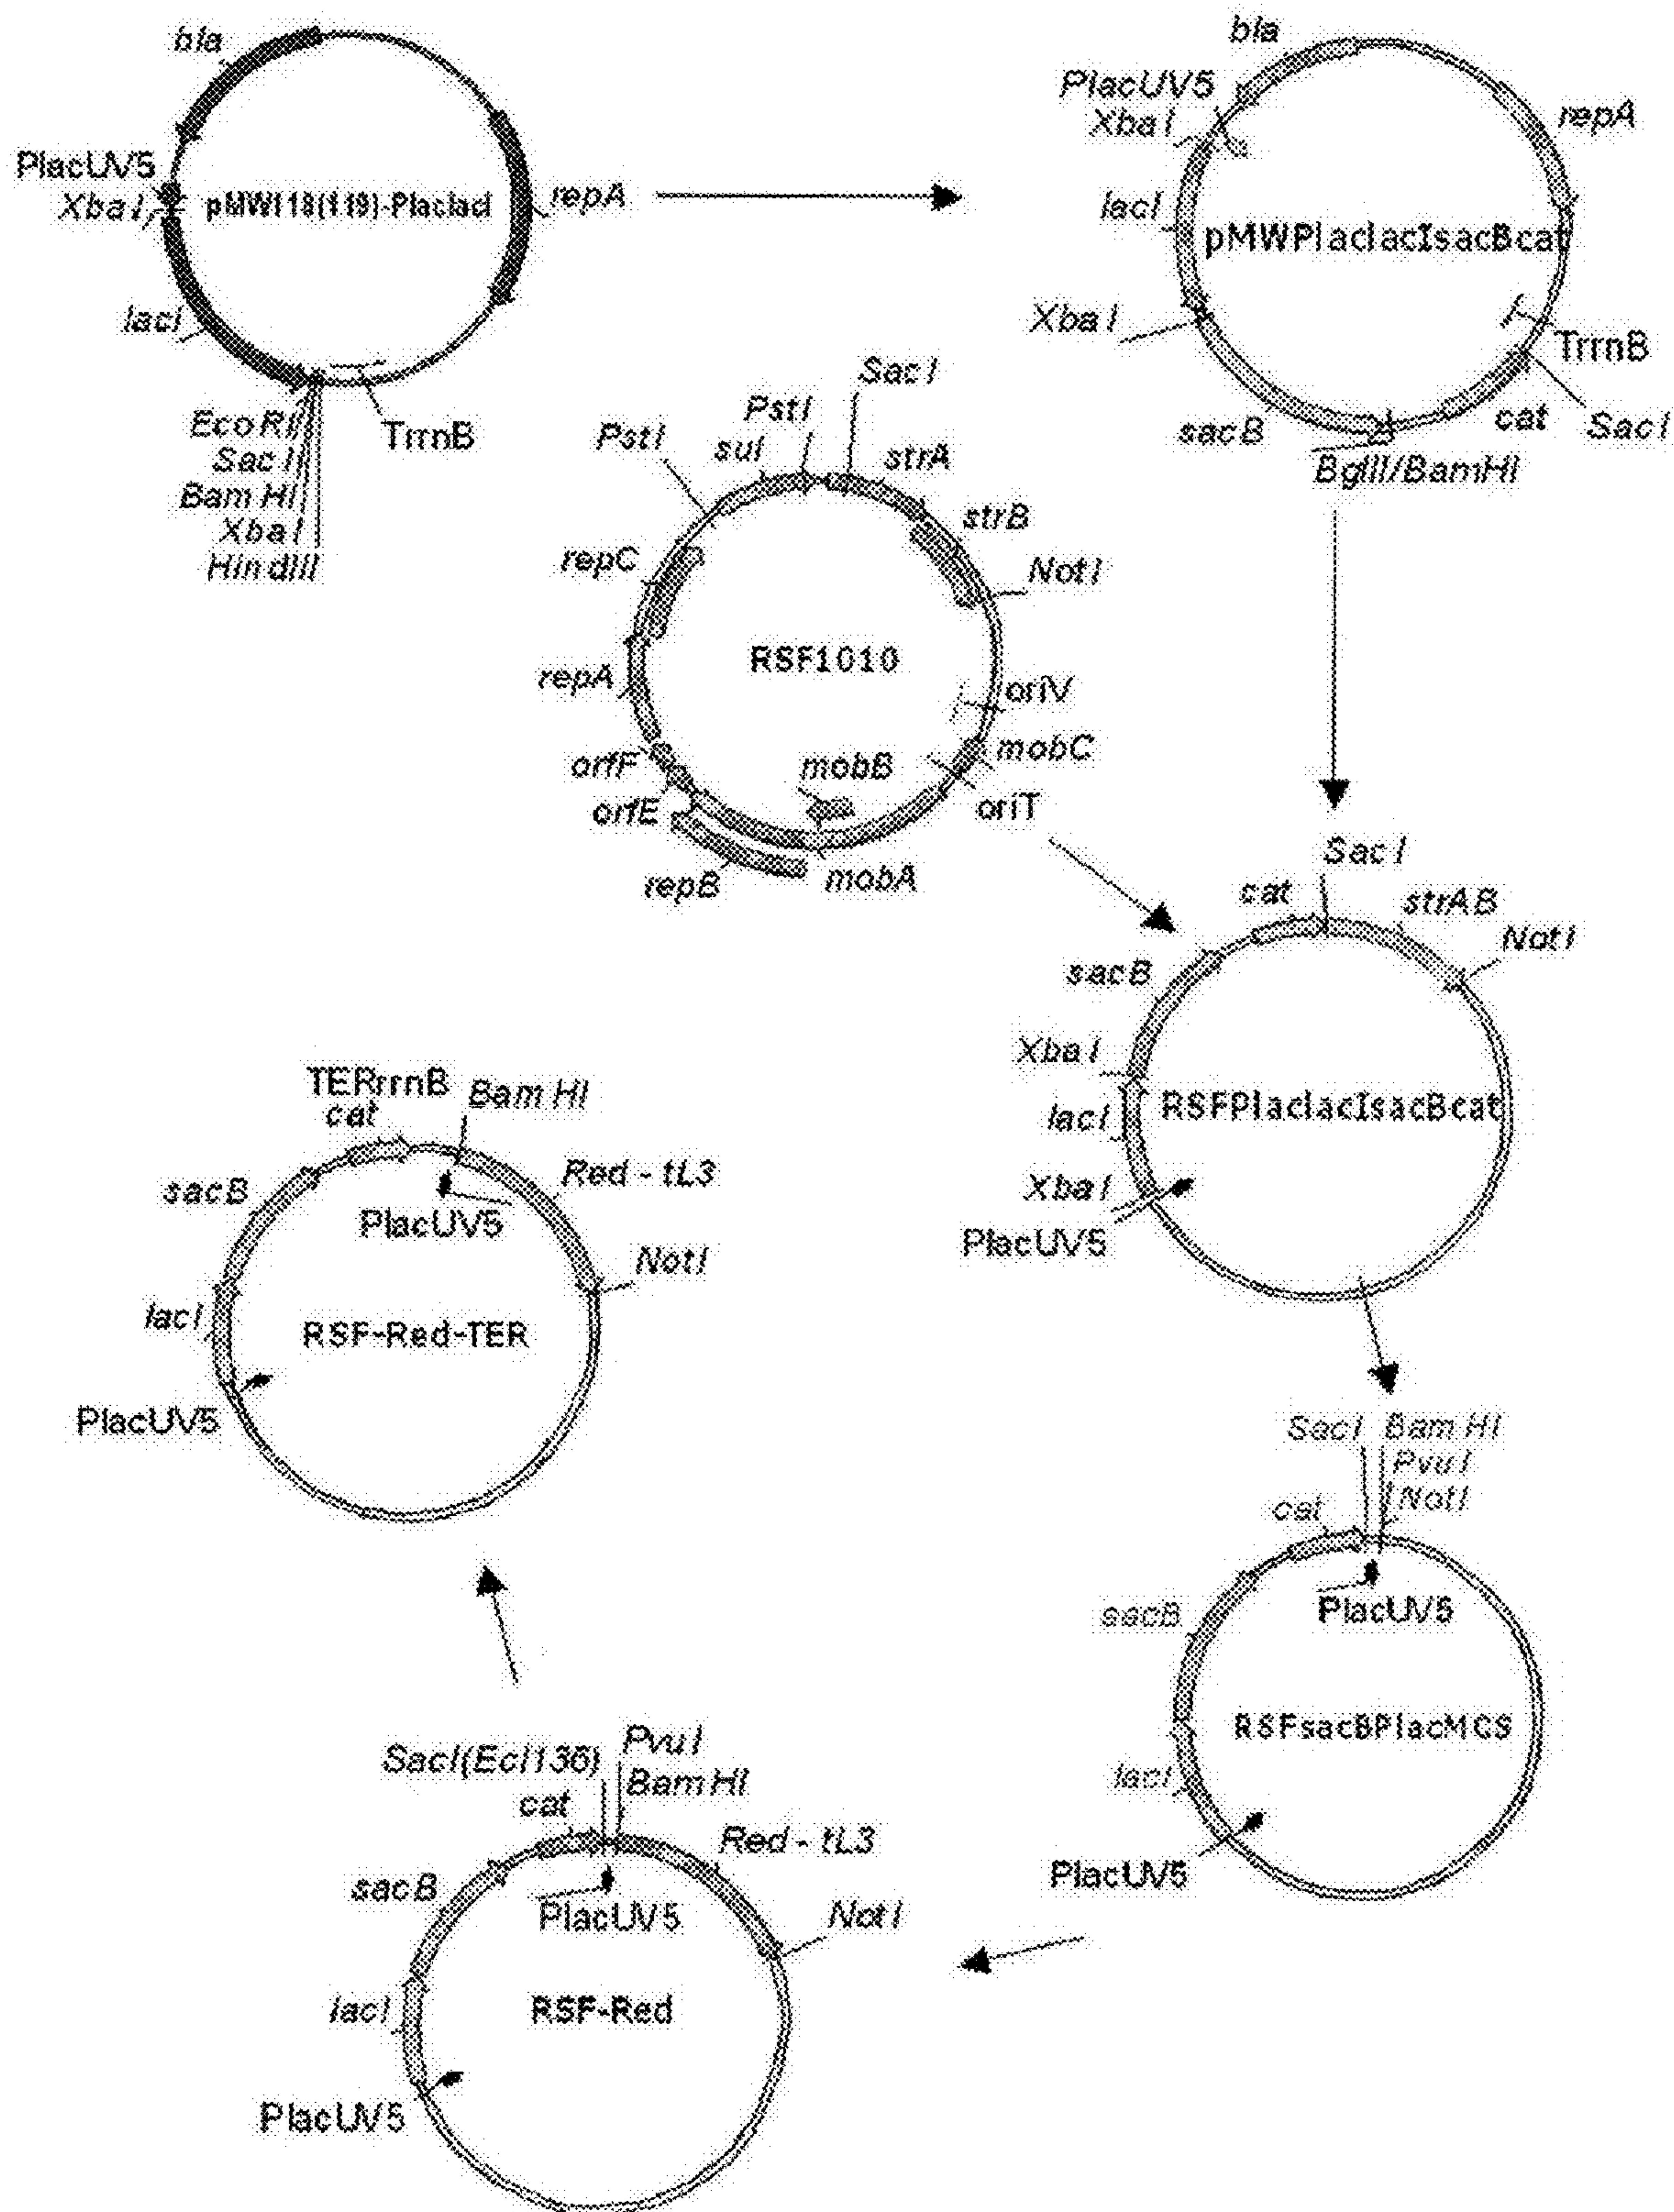 bla
PlacUV5
XbaI
pMW118(119)-PlaclacI
repA
lacI
EcoRI
SacI
BamHI
XbaI
HindIII
TrrnB
bla
PlacUV5
XbaI
repA
lacI
pMWPlaclacIsacBcat
XbaI
TrrnB
sacB
cat
SacI
BglII/BamHI
SacI
PstI
PstI
sul
strA
strB
repC
NotI
RSF1010
repA
oriV
mobC
orfF
mobB
orfE
oriT
repB
mobA
SacI
cat
strAB
NotI
sacB
XbaI
lacI
RSFPlaclacIsacBcat
XbaI
PlacUV5
TERrrnB
cat
BamHI
Red - tL3
sacB
PlacUV5
NotI
lacI
RSF-Red-TER
PlacUV5
SacI
BamHI
PvuI
NotI
cat
PlacUV5
sacB
RSFsacBPlacMCS
lacI
PlacUV5
SacI(Ecl136)
PvuI
BamHI
cat
Red - tL3
sacB
PlacUV5
NotI
lacI
RSF-Red
PlacUV5